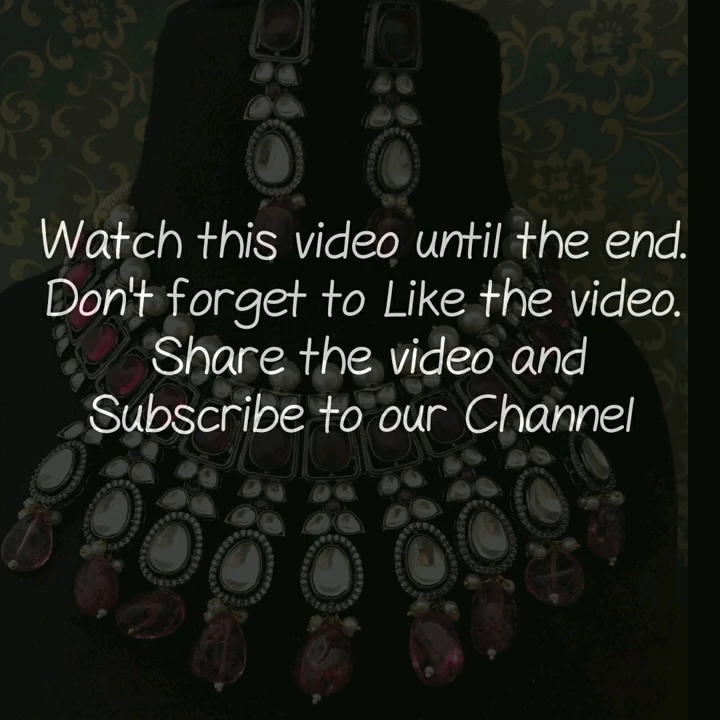 Watch this video until the end.
Don't forget to Like the video.
Share the video and
Subscribe to our Channel